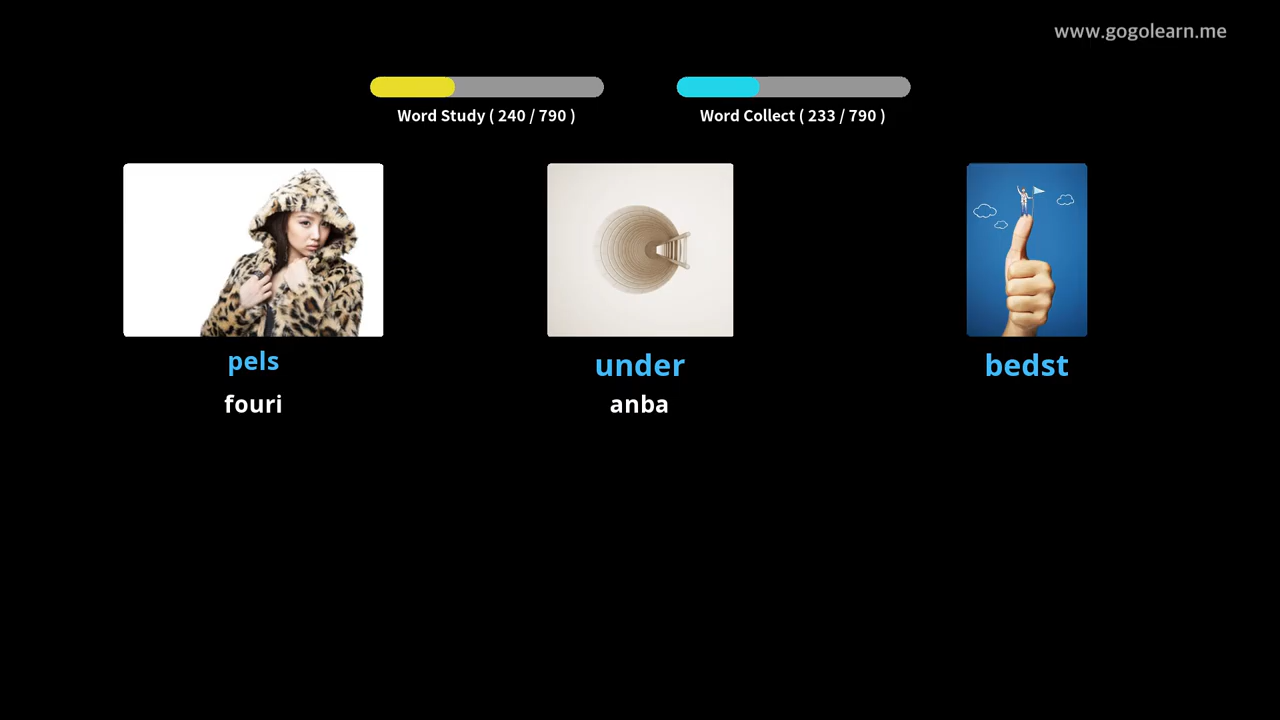 www.gogolearn.me
Word Study ( 240 / 790 )
Word Collect ( 233 / 790 )
pels
under
bedst
fouri
anba